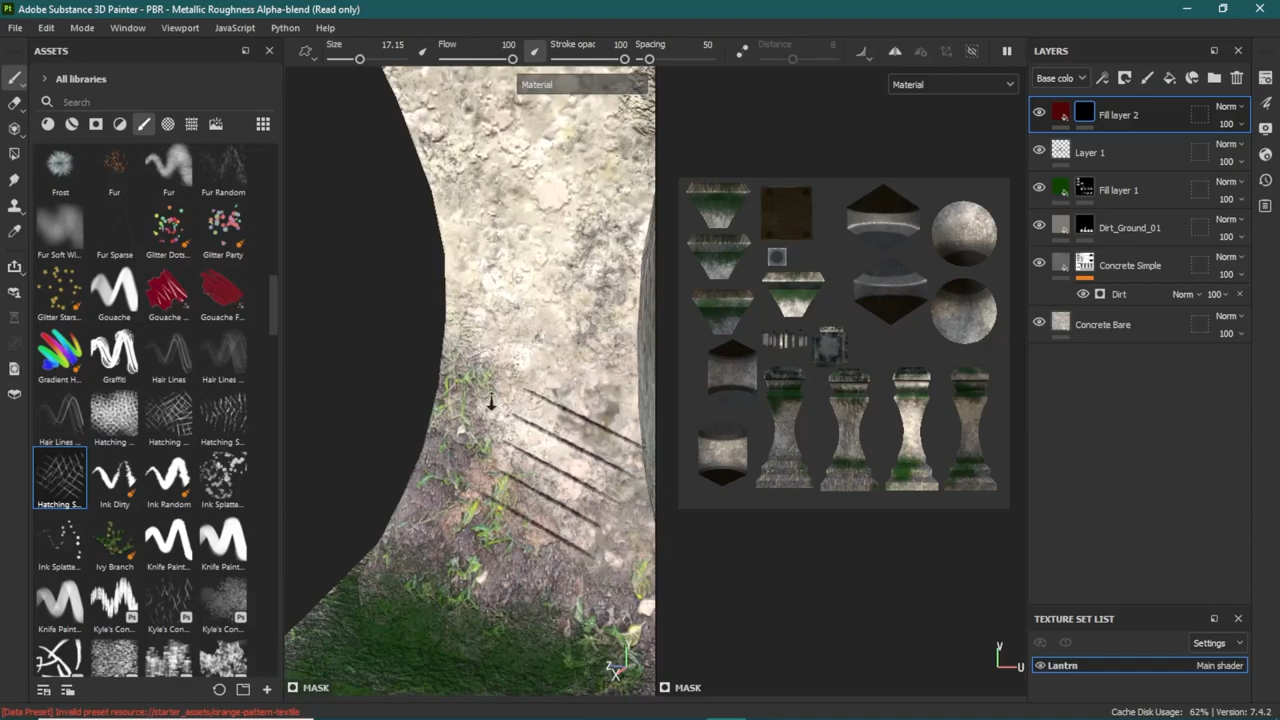 Adobe Substance 3D Painter - PBR - Metallic Roughness Alpha-blend (Read only)
File Edit Mode Window Viewport JavaScript Python Help
ASSETS
Size 17.15 Flow 100 Stroke opac 100 Spacing 50 Distance 8
LAYERS
All libraries
Search
Material
Material
Base colo
Fill layer 2 Norm 100
Layer 1 Norm 100
Fill layer 1 Norm 100
Dirt_Ground_01 Norm 100
Concrete Simple Norm 100
Dirt Norm 100
Concrete Bare Norm 100
Frost Fur Fur Fur Random
Fur Soft Wi... Fur Sparse Glitter Dots... Glitter Party
Glitter Stars... Gouache Gouache ... Gouache F...
Gradient H... Graffiti Hair Lines Hair Lines ...
Hair Lines ... Hatching ... Hatching ... Hatching S...
Hatching S... Ink Dirty Ink Random Ink Splatte...
Ink Splatte... Ivy Branch Knife Paint... Knife Paint...
Knife Paint... Kyle's Con... Kyle's Con... Kyle's Con...
Ps Ps Ps
MASK
MASK
Z X
V U
TEXTURE SET LIST
Settings
Lantrn Main shader
[Data Preset] Invalid preset resource://starter_assets/orange-pattern-textile
Cache Disk Usage: 62% | Version: 7.4.2